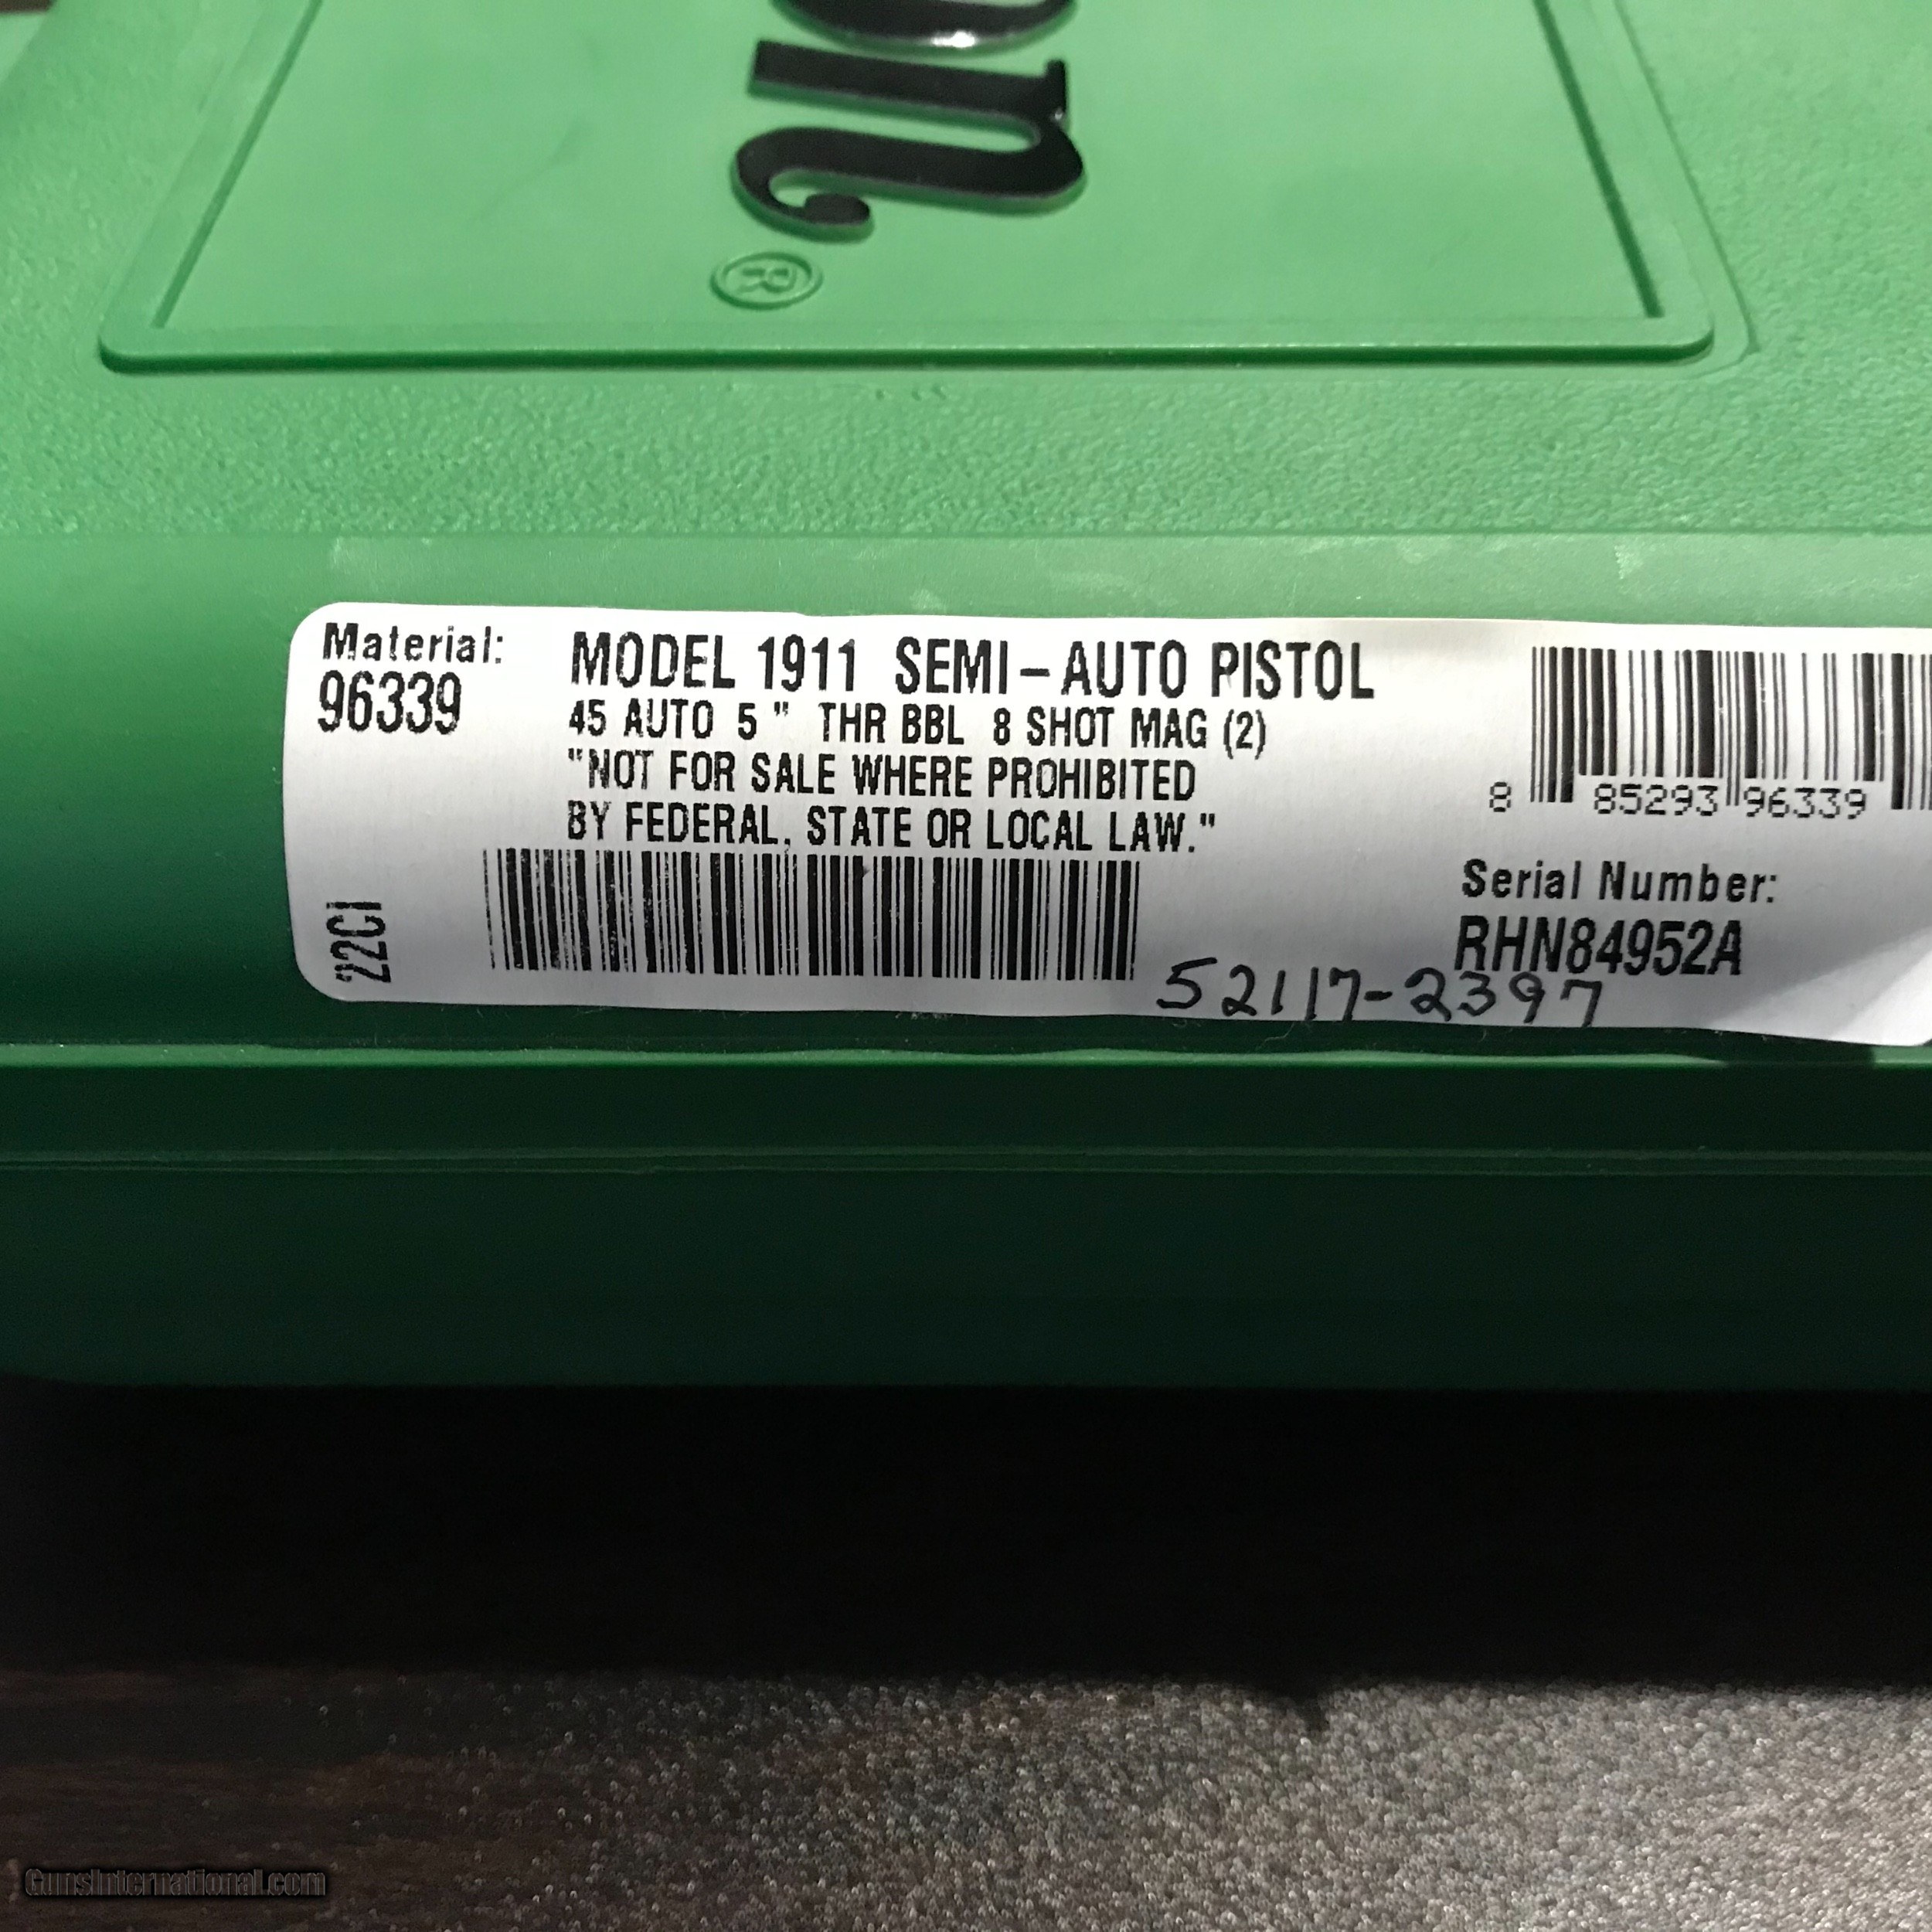 on
®
Material:
96339
MODEL 1911 SEMI-AUTO PISTOL
45 AUTO 5" THR BBL 8 SHOT MAG (2)
"NOT FOR SALE WHERE PROHIBITED
BY FEDERAL, STATE OR LOCAL LAW."
8 85293 96339
22CI
Serial Number:
RHN84952A
52117-2397
GunsInternational.com